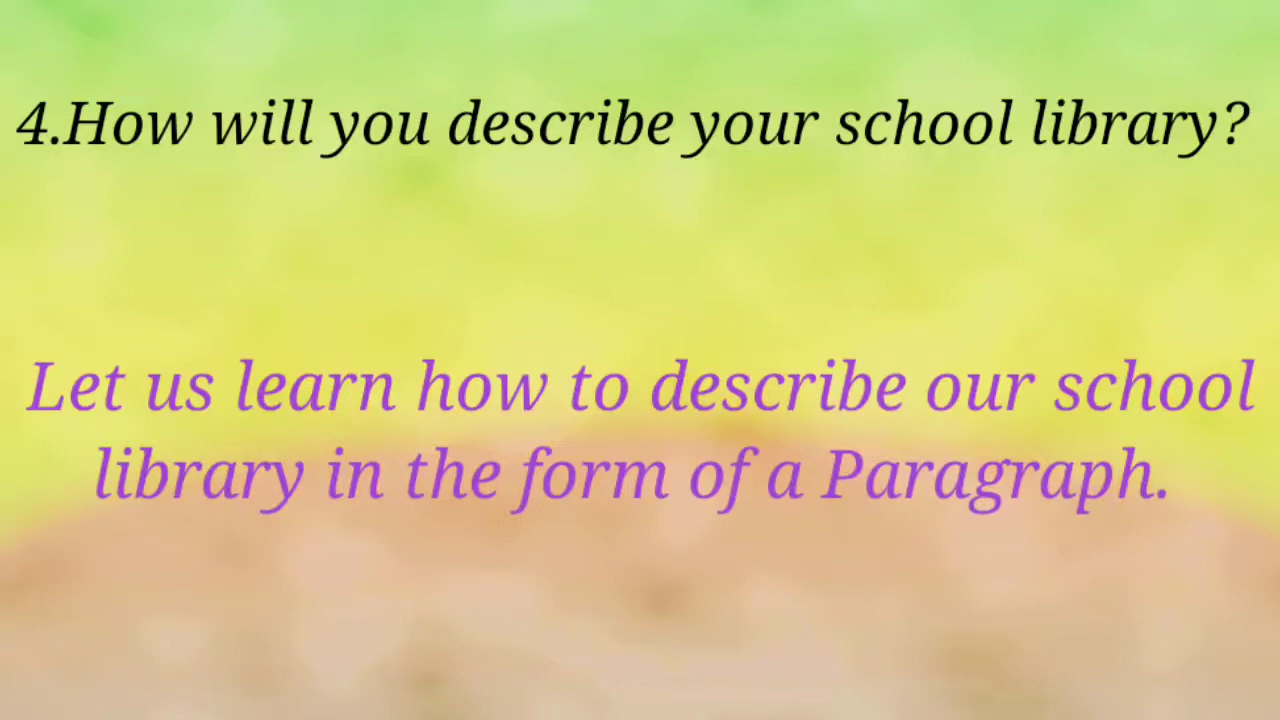 4.How will you describe your school library?
Let us learn how to describe our school
library in the form of a Paragraph.